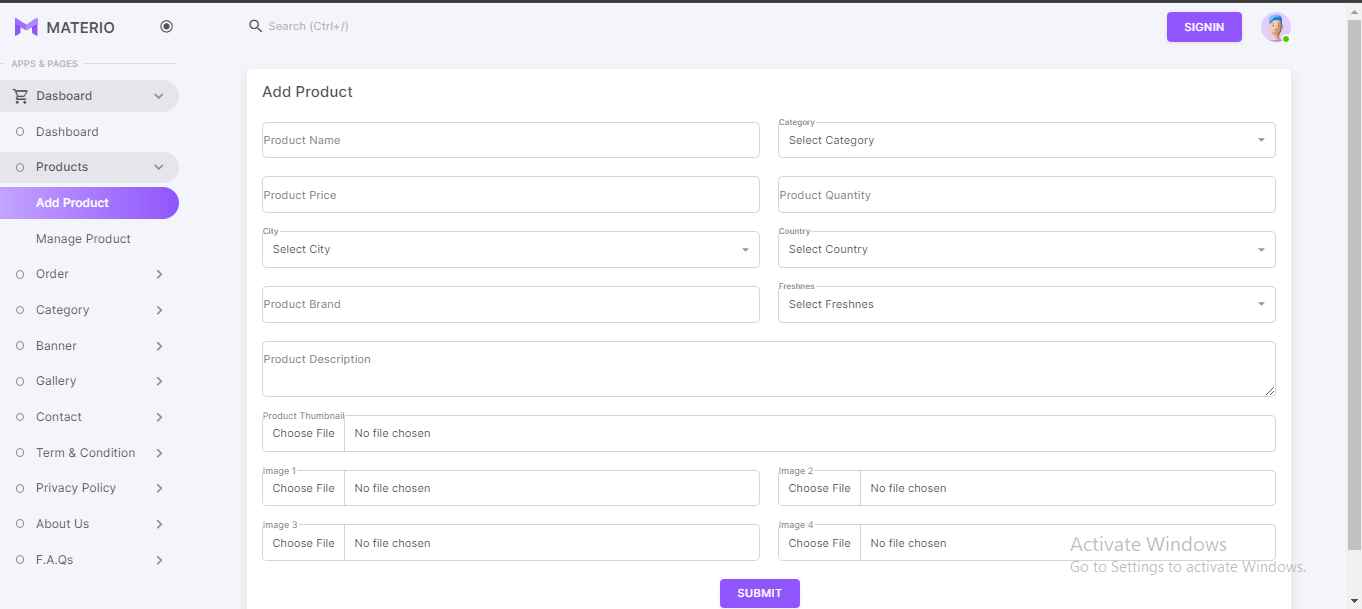 MATERIO
Search (Ctrl+/)
SIGNIN
APPS & PAGES
Dasboard
Dashboard
Products
Add Product
Manage Product
Order
Category
Banner
Gallery
Contact
Term & Condition
Privacy Policy
About Us
F.A.Qs
Add Product
Product Name
Category
Select Category
Product Price
Product Quantity
City
Select City
Country
Select Country
Product Brand
Freshnes
Select Freshnes
Product Description
Product Thumbnail
Choose File No file chosen
Image 1
Choose File No file chosen
Image 2
Choose File No file chosen
Image 3
Choose File No file chosen
Image 4
Choose File No file chosen
SUBMIT
Activate Windows
Go to Settings to activate Windows.